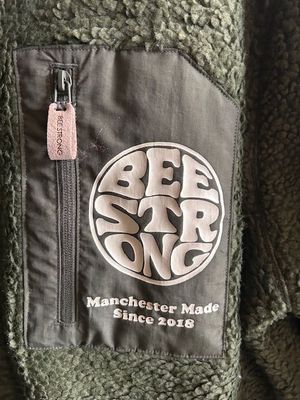 BEE STRONG
BEE
STR
ONG
Manchester Made
Since 2018